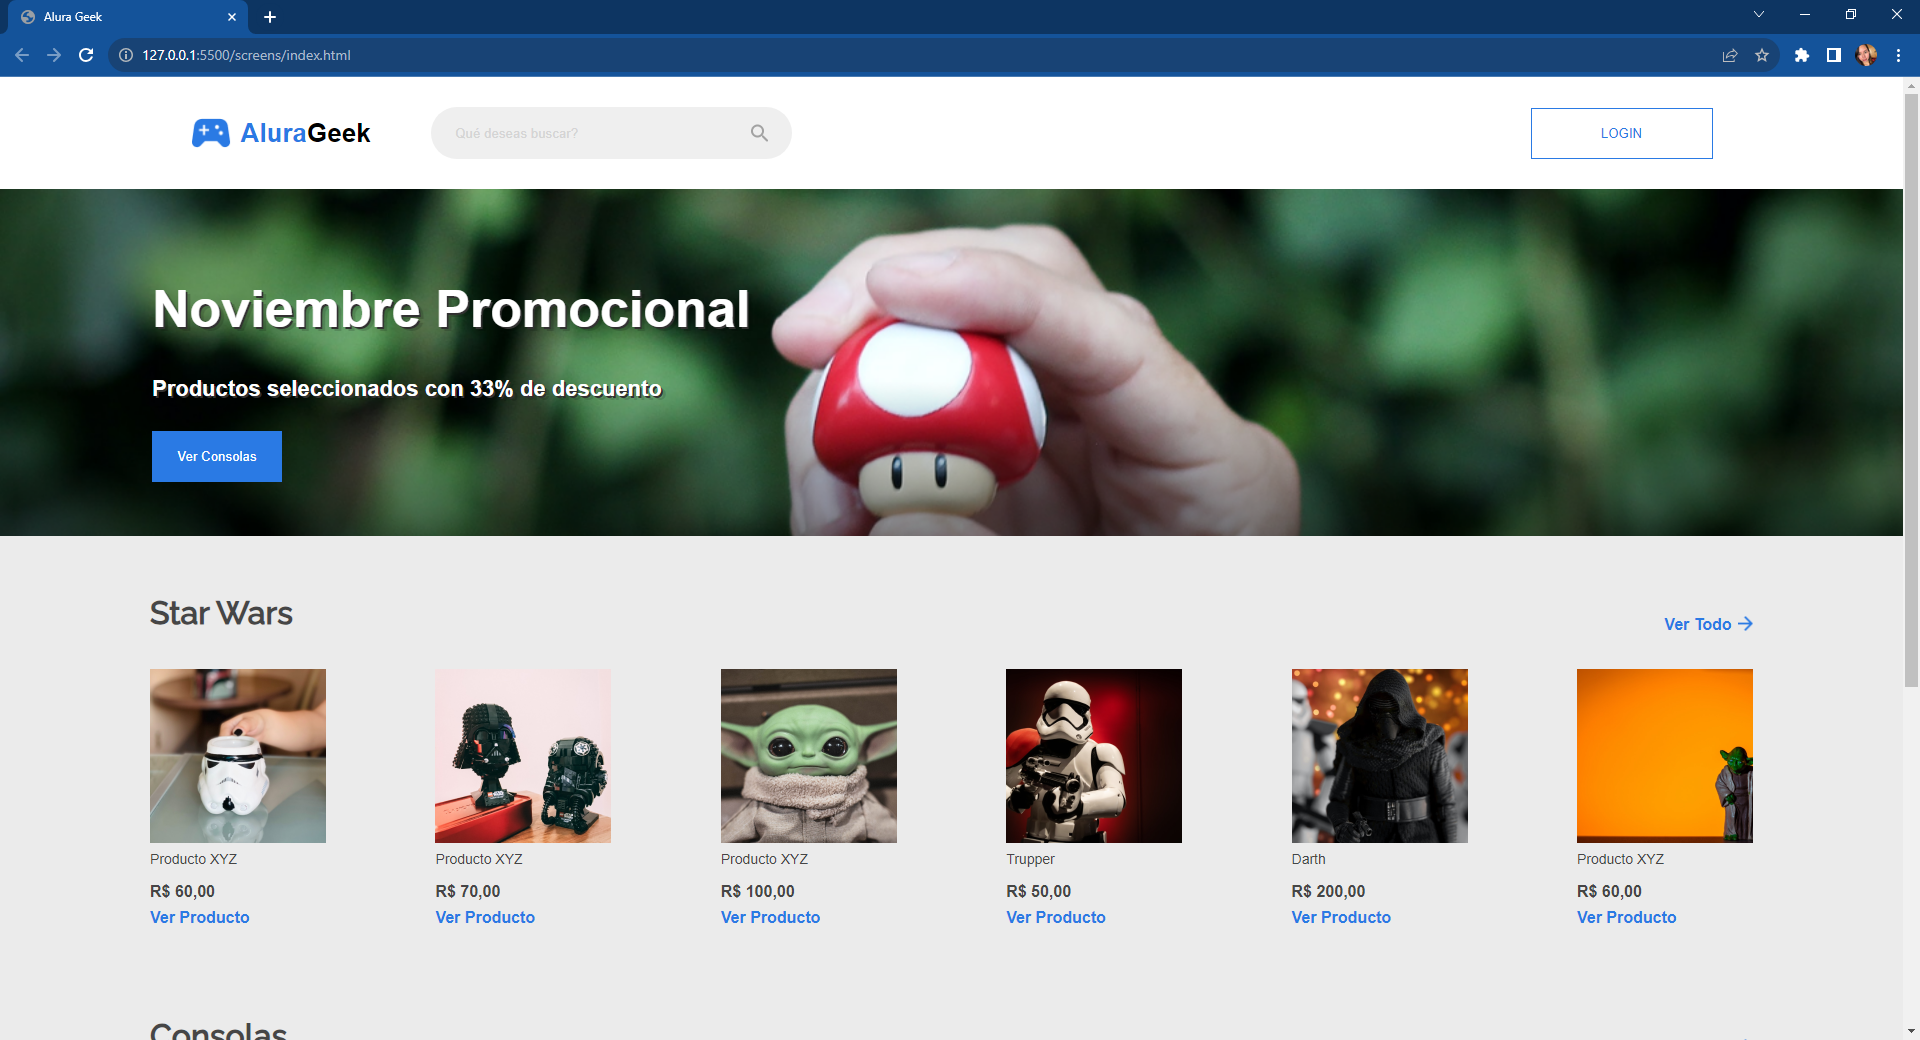 Alura Geek
127.0.0.1:5500/screens/index.html
AluraGeek
Qué deseas buscar?
LOGIN
Noviembre Promocional
Productos seleccionados con 33% de descuento
Ver Consolas
Star Wars
Ver Todo
Producto XYZ
R$ 60,00
Ver Producto
Producto XYZ
R$ 70,00
Ver Producto
Producto XYZ
R$ 100,00
Ver Producto
Trupper
R$ 50,00
Ver Producto
Darth
R$ 200,00
Ver Producto
Producto XYZ
R$ 60,00
Ver Producto
Consolas